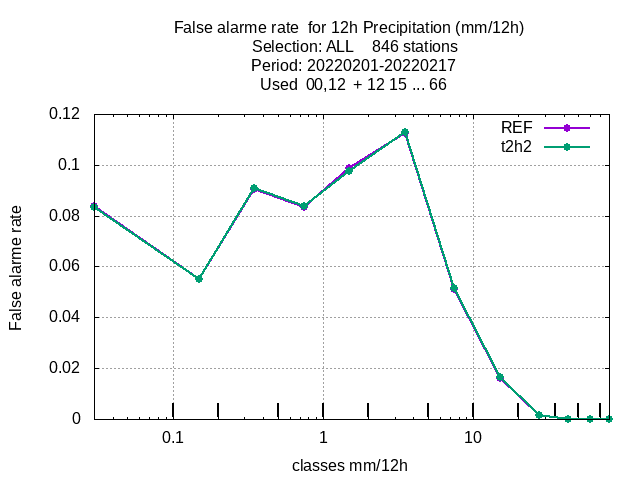 False alarme rate  for 12h Precipitation (mm/12h)
Selection: ALL    846 stations
Period: 20220201-20220217
Used  00,12  + 12 15 ... 66
REF
t2h2
0.12
0.1
0.08
0.06
0.04
0.02
0
False alarme rate
0.1 1 10
classes mm/12h